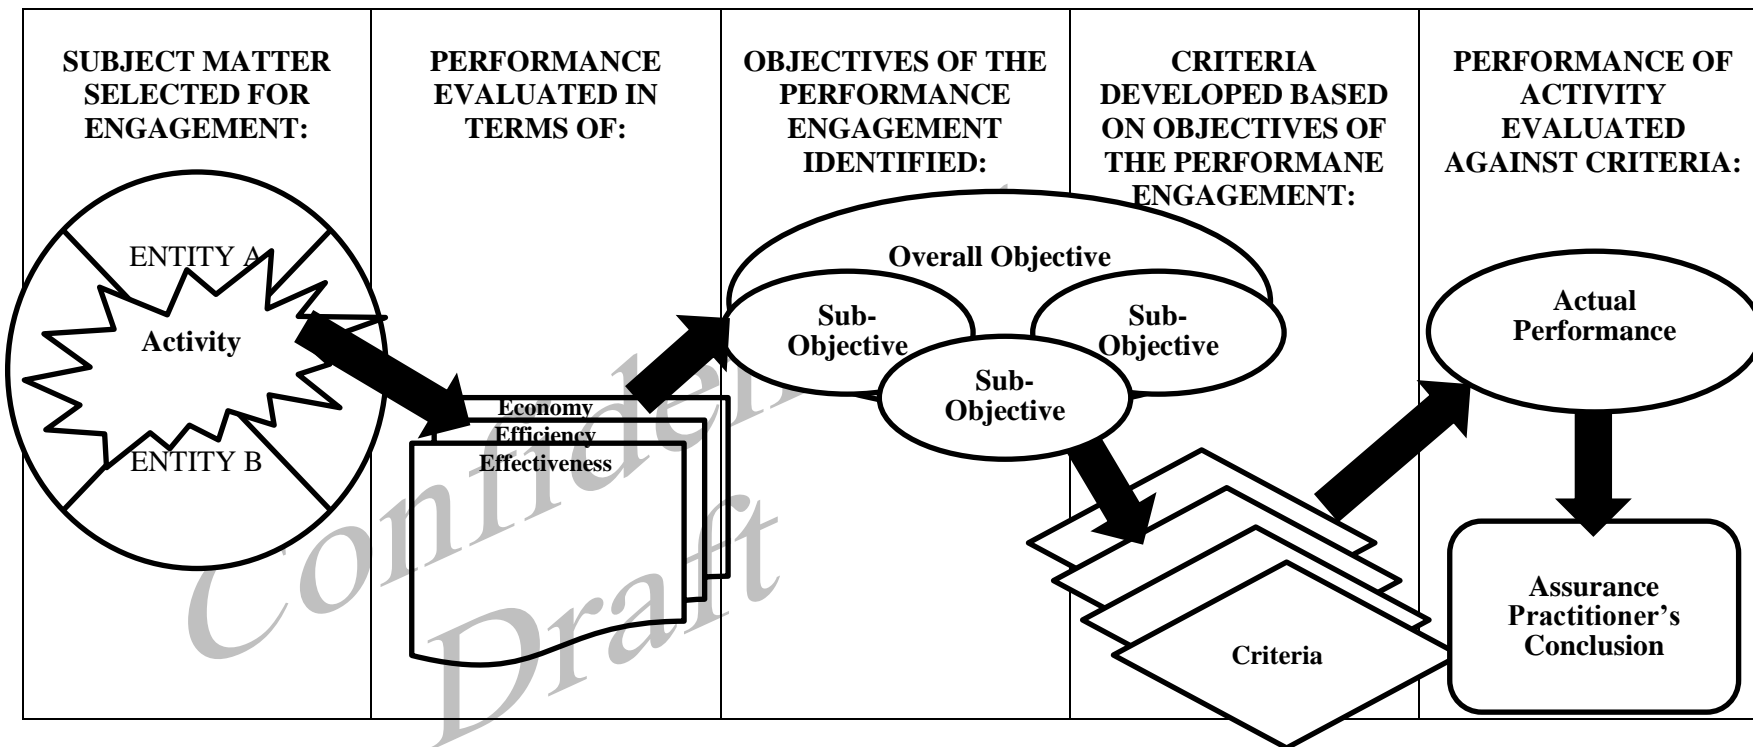 SUBJECT MATTER
SELECTED FOR
ENGAGEMENT:
ENTITY A
Activity
ENTITY B
PERFORMANCE
EVALUATED IN
TERMS OF:
Economy
Efficiency
Effectiveness
OBJECTIVES OF THE
PERFORMANCE
ENGAGEMENT
IDENTIFIED:
Overall Objective
Sub-
Objective
Sub-
Objective
Sub-
Objective
CRITERIA
DEVELOPED BASED
ON OBJECTIVES OF
THE PERFORMANE
ENGAGEMENT:
Criteria
PERFORMANCE OF
ACTIVITY
EVALUATED
AGAINST CRITERIA:
Actual
Performance
Assurance
Practitioner's
Conclusion
Draft